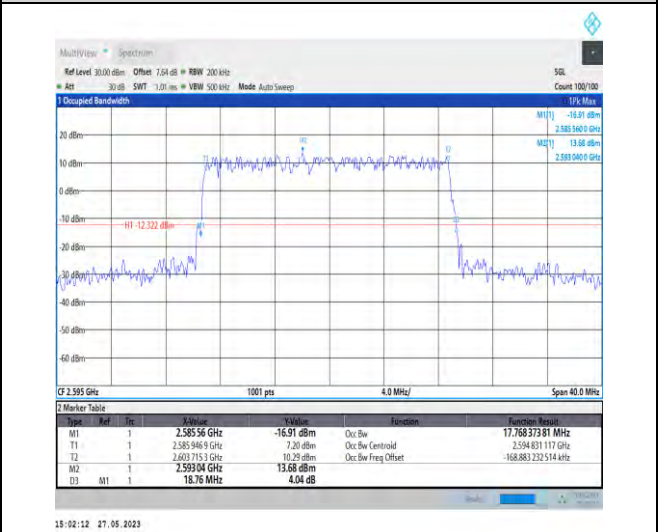 MultiView Spectrum
Ref Level 30.00 dBm Offset 7.64 dB RBW 200 kHz SGL
Att 30 dB SWT 1.01 ms VBW 500 kHz Mode Auto Sweep Count 100/100
1 Occupied Bandwidth 1Pk Max
M1[1] -16.91 dBm
2.585 5600 GHz
20 dBm M2[1] 13.68 dBm
2.593 0400 GHz
M2
T2
10 dBm
0 dBm
-10 dBm
H1 -12.322 dBm
M1
-20 dBm
-30 dBm
-40 dBm
-50 dBm
-60 dBm
CF 2.595 GHz 1001 pts 4.0 MHz/ Span 40.0 MHz
2 Marker Table
Type Ref Trc X-Value Y-Value Function Function Result
M1 1 2.585 56 GHz -16.91 dBm Occ Bw 17.768 373 81 MHz
T1 1 2.585 946 9 GHz 7.20 dBm Occ Bw Centroid 2.594 831 117 GHz
T2 1 2.603 715 3 GHz 10.29 dBm Occ Bw Freq Offset -168.883 232 514 kHz
M2 1 2.593 04 GHz 13.68 dBm
D3 M1 1 18.76 MHz 4.04 dB
15:02:12 27.05.2023